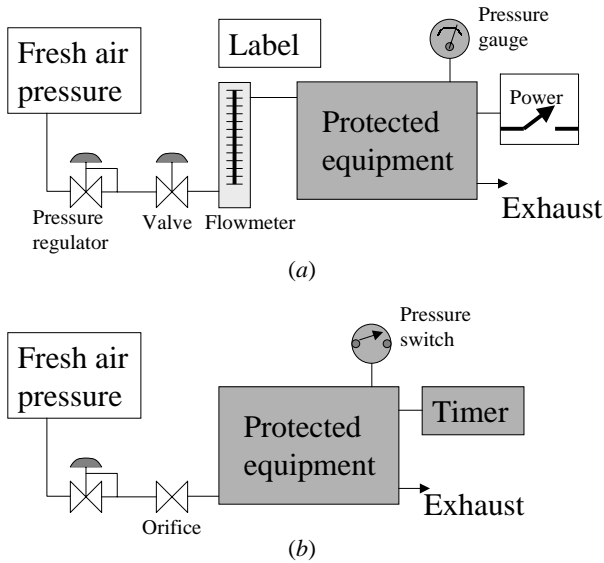 Pressure
gauge
Label
Fresh air
pressure
Power
Protected
equipment
Exhaust
Pressure
regulator
Valve
Flowmeter
(a)
Pressure
switch
Fresh air
pressure
Timer
Protected
equipment
Exhaust
Orifice
(b)